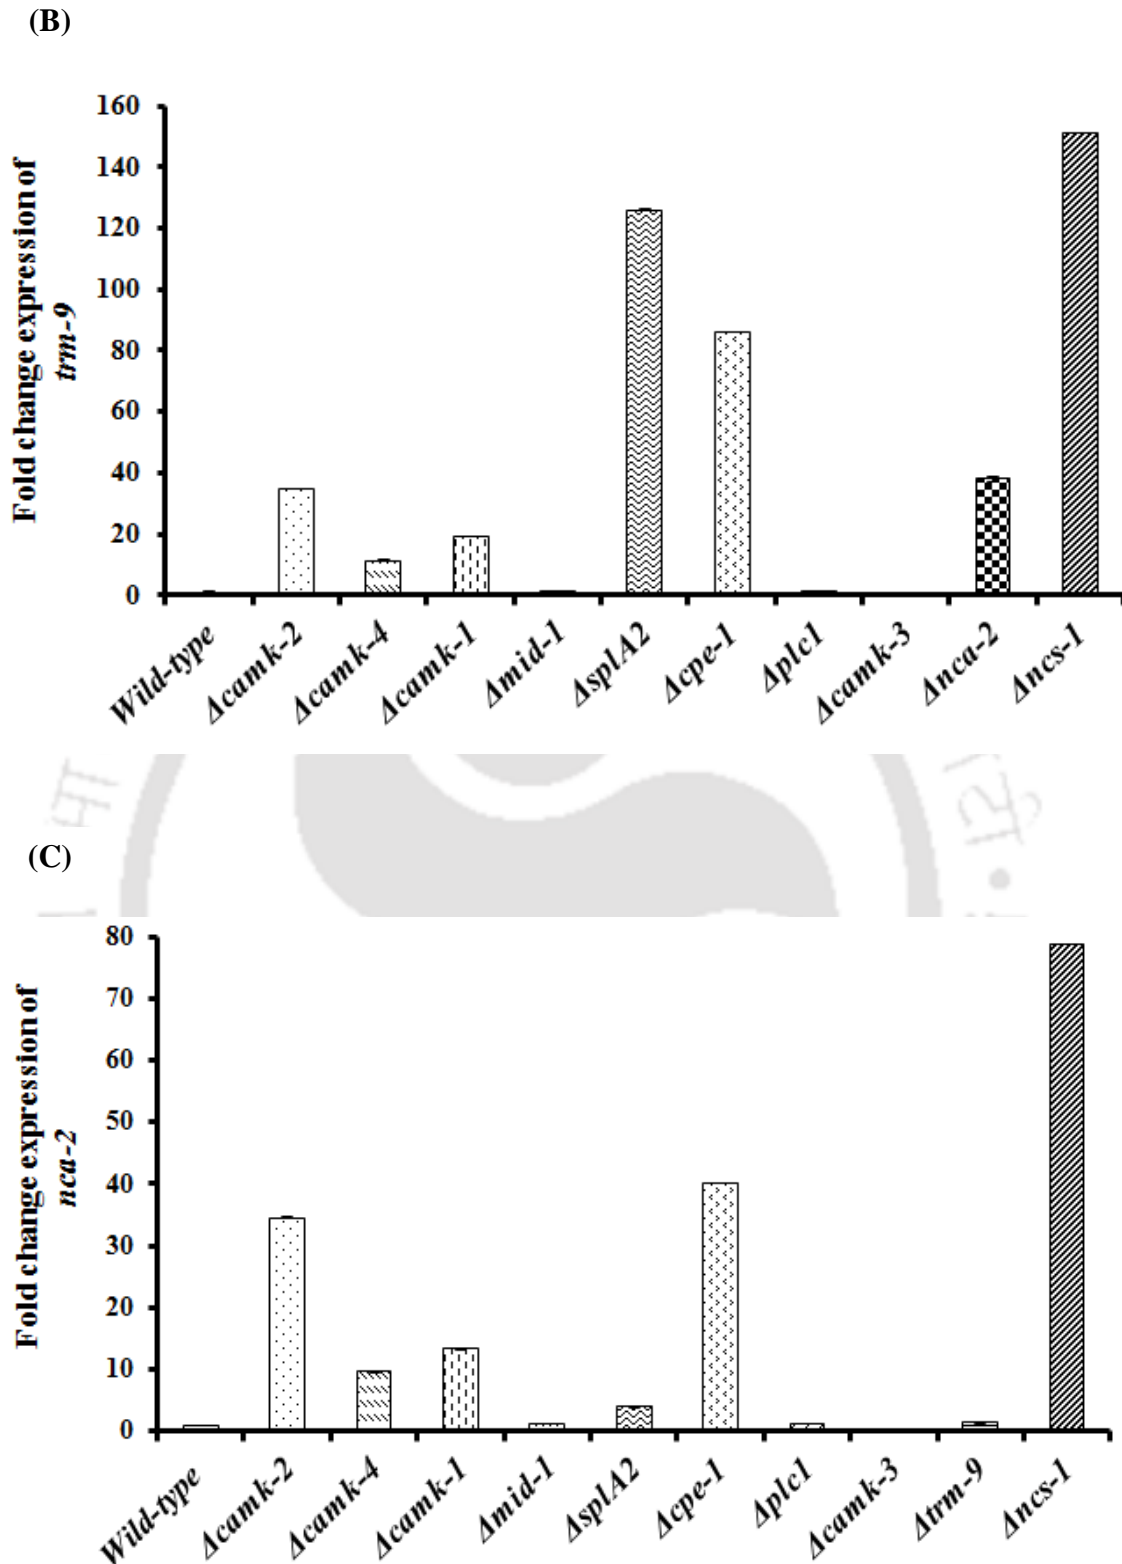 (B)
160
140
120
100
80
60
40
20
0
Fold change expression of
trm-9
Wild-type
Δcamk-2
Δcamk-4
Δcamk-1
Δmid-1
ΔsplA2
Δcpe-1
Δplc1
Δcamk-3
Δnca-2
Δncs-1
(C)
80
70
60
50
40
30
20
10
0
Fold change expression of
nca-2
Wild-type
Δcamk-2
Δcamk-4
Δcamk-1
Δmid-1
ΔsplA2
Δcpe-1
Δplc1
Δcamk-3
Δtrm-9
Δncs-1